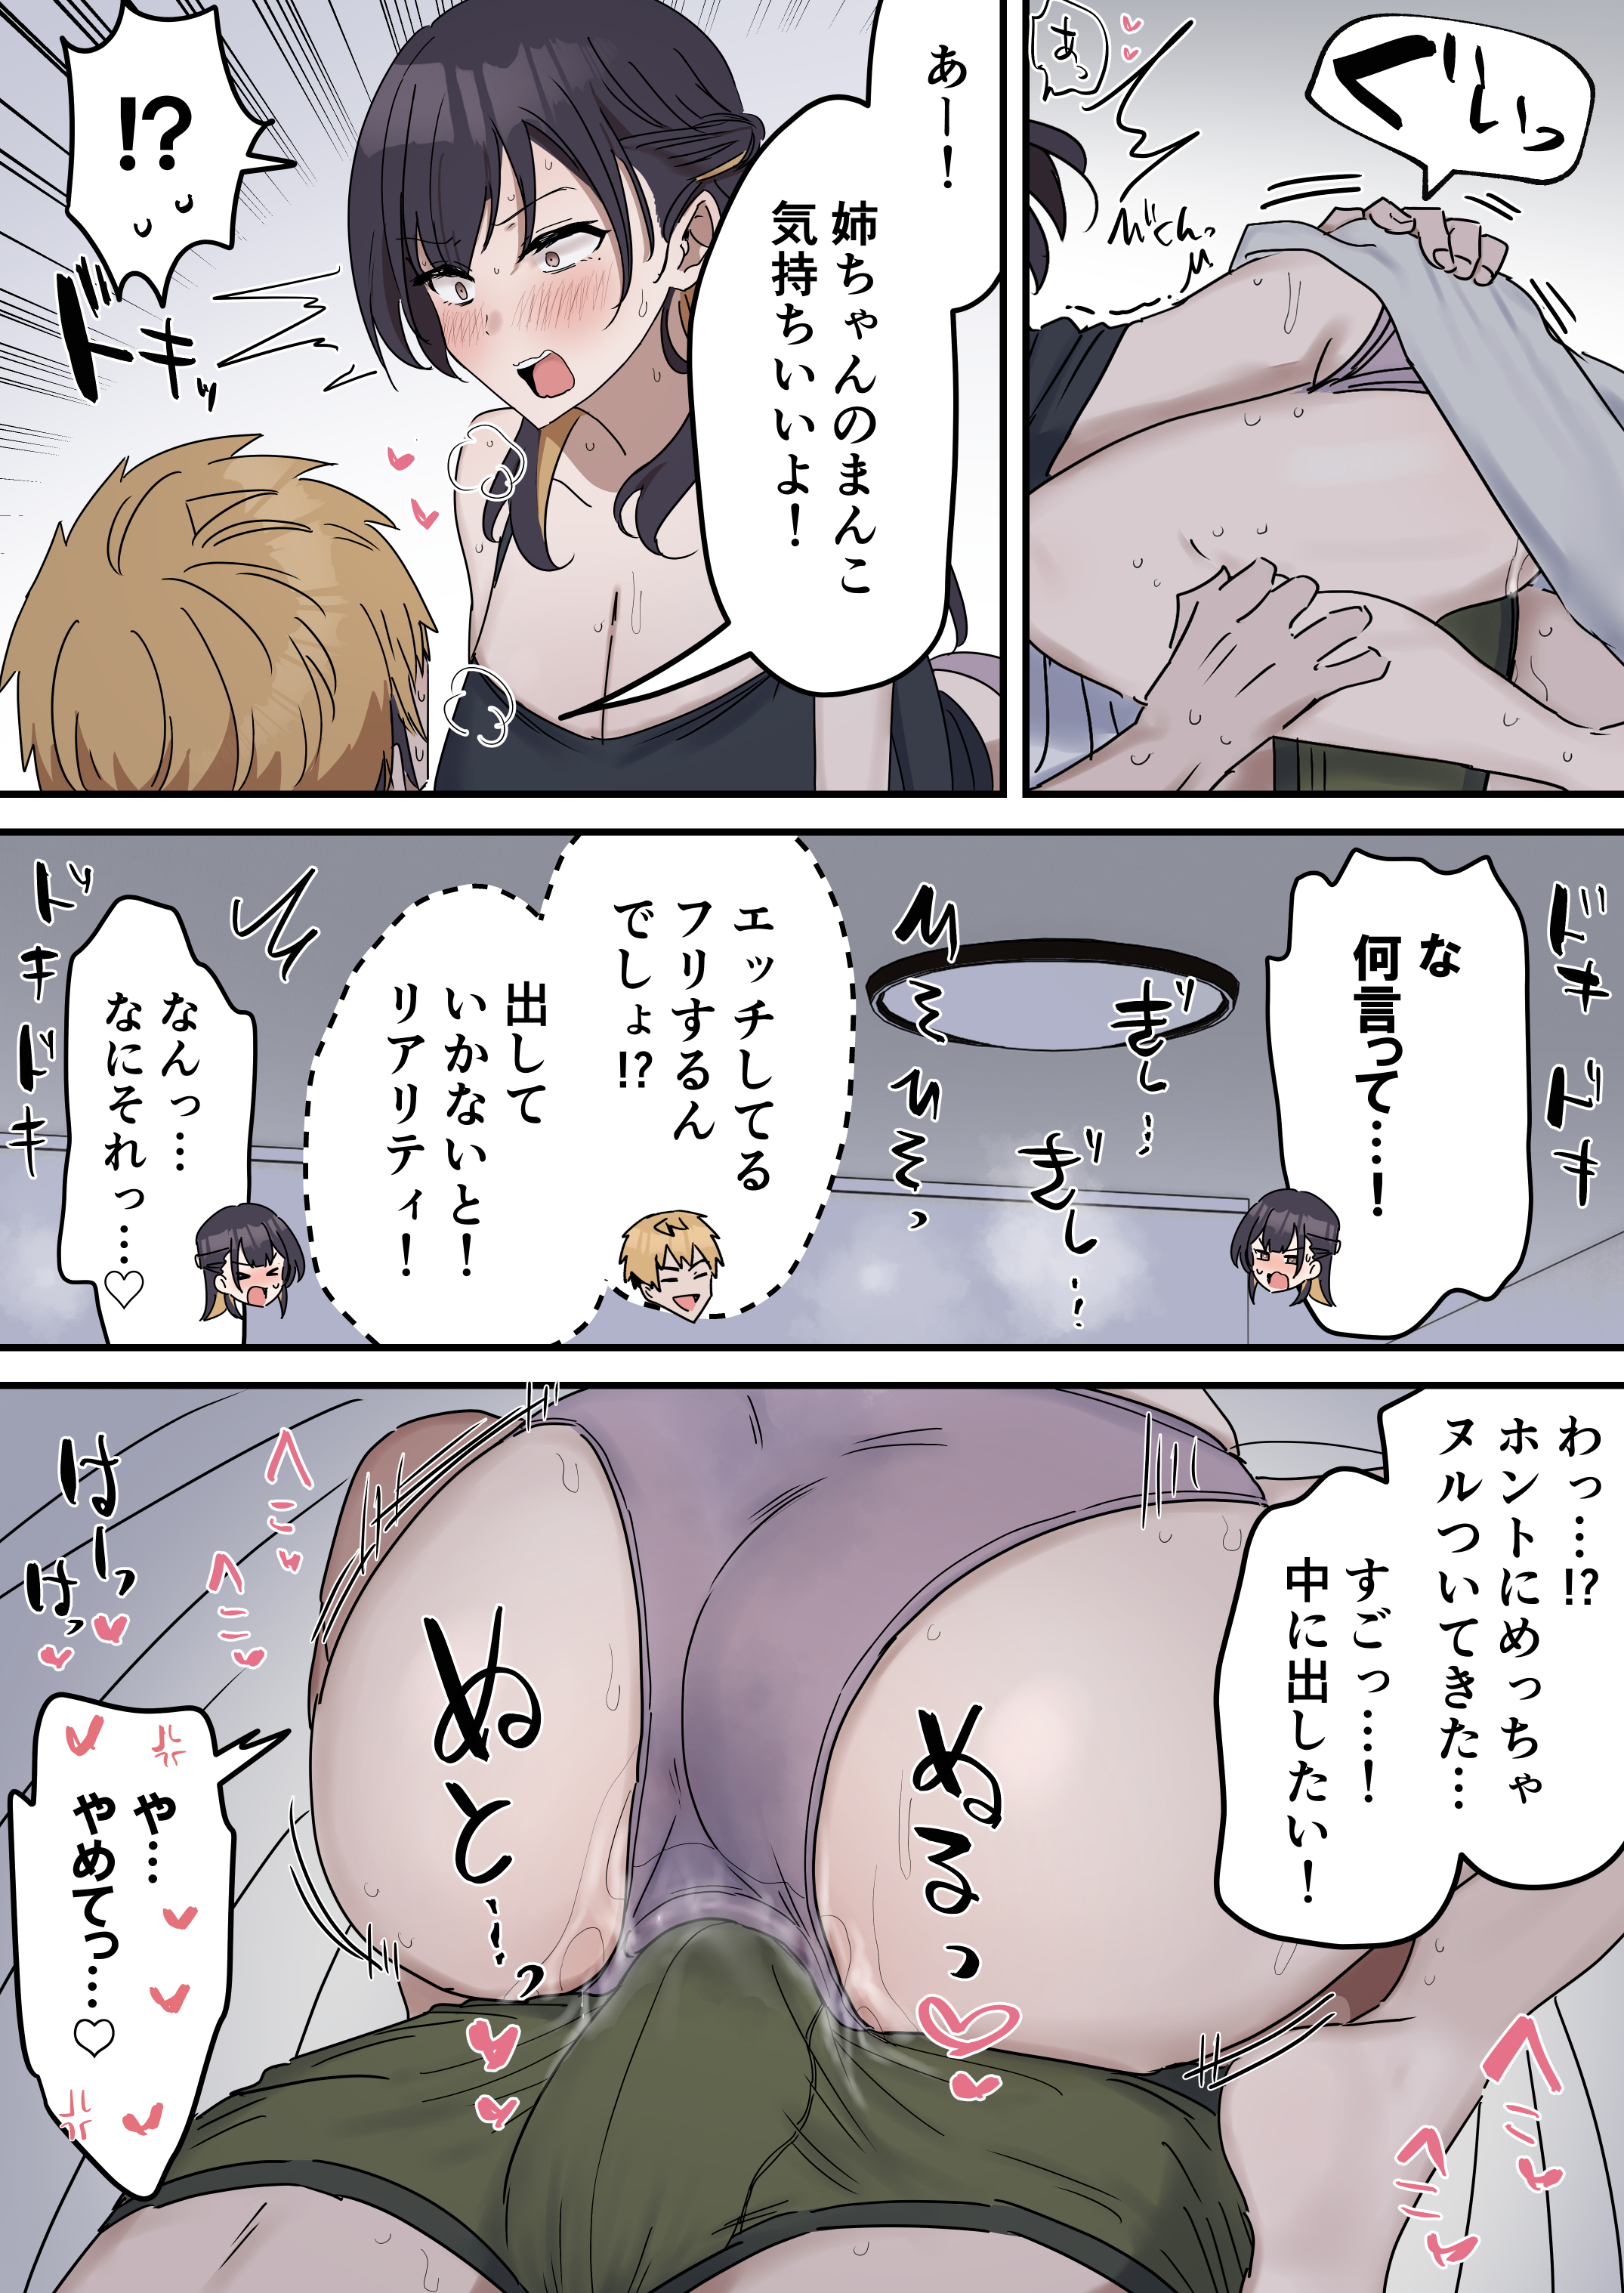 ぐいっ
あっ
びくんっ
あー！
姉ちゃんのまんこ
気持ちいいよ！
!?
ドキッ
ドキ
ドキ
な
何言って…！
ぎしっ…
ぎしっ…
エッチしてる
フリするん
でしょ!?
出して
いかないと！
リアリティ！
なんっ…
なにそれっ…♡
ドキ
ドキ
わっ…!?
ホントにめっちゃ
ヌルついてきた…
すごっ…！
中に出したい！
ぬるっ
ぬと…っ
へこ
へこ
はーっ
はっ
や…
やめてっ…♡
へこ
へこ